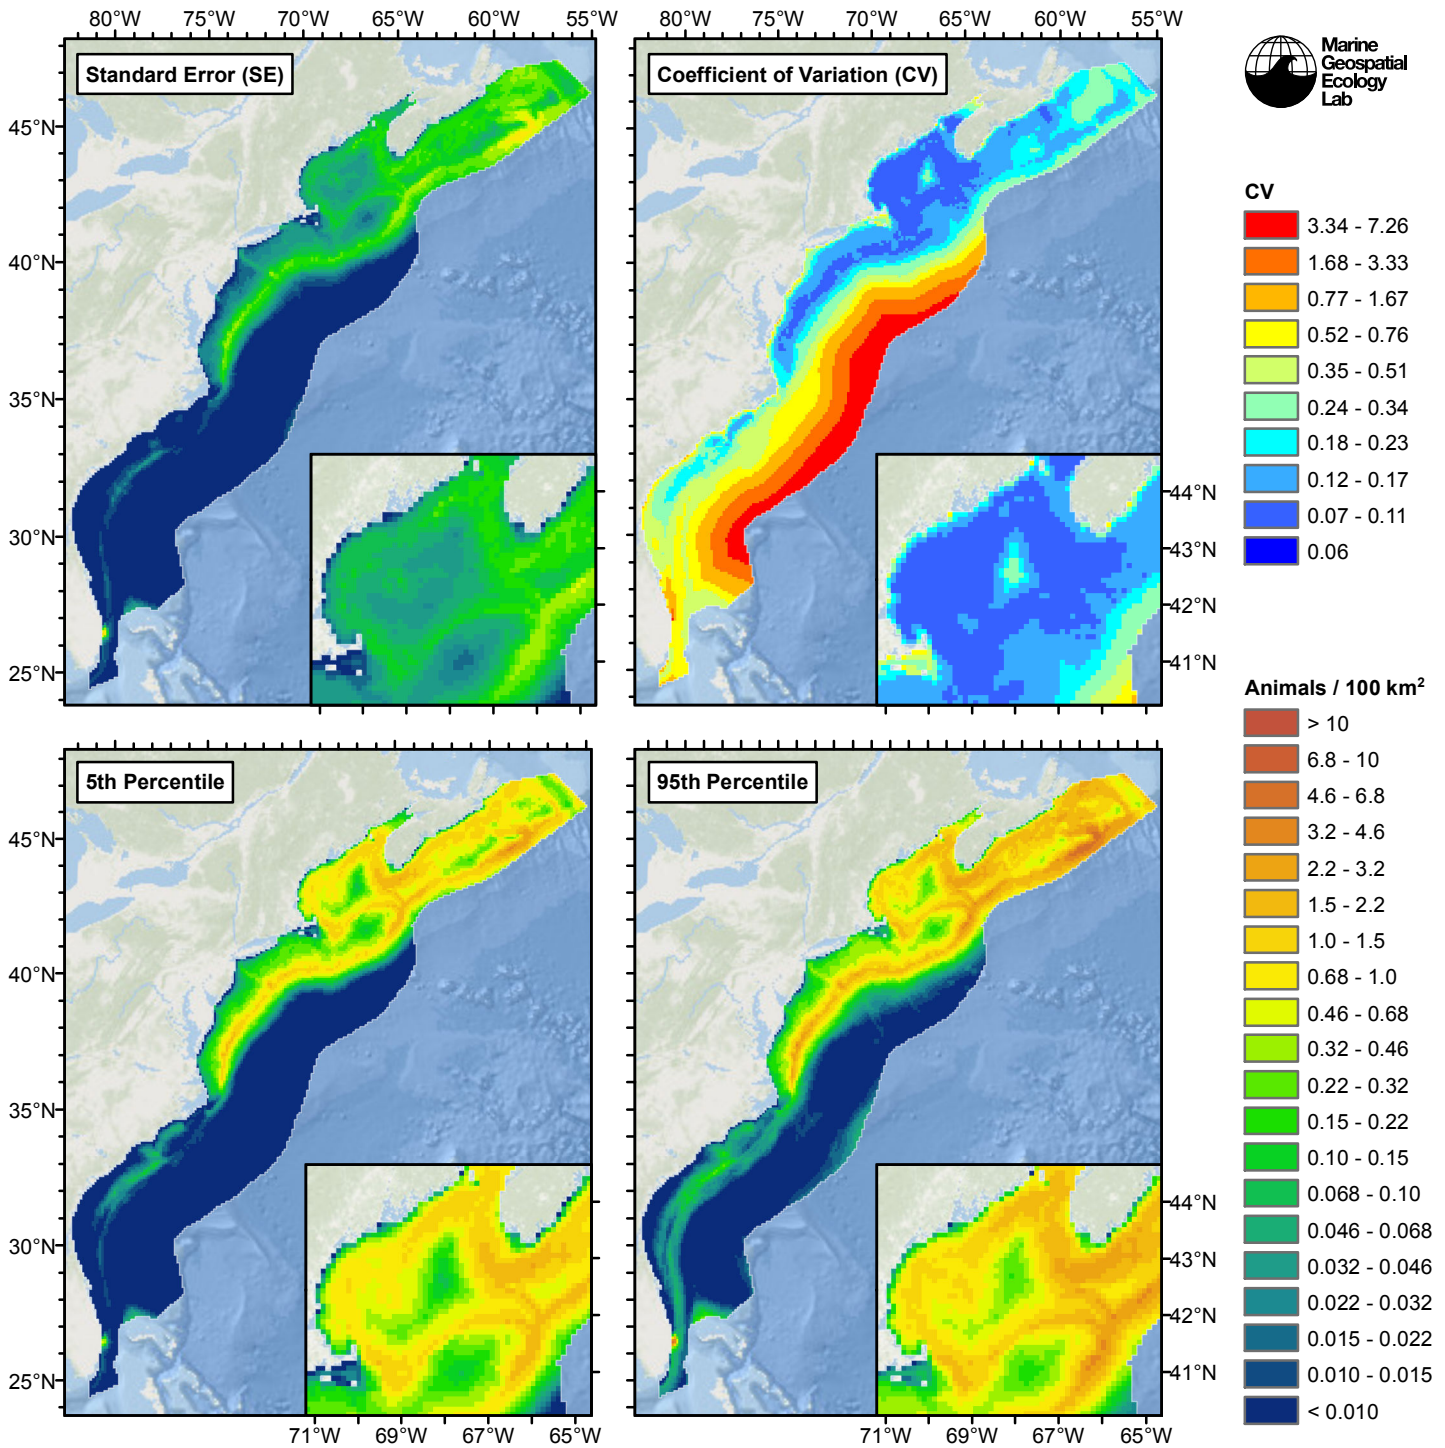 80°W 75°W 70°W 65°W 60°W 55°W 80°W 75°W 70°W 65°W 60°W 55°W
Standard Error (SE)
Coefficient of Variation (CV)
Marine
Geospatial
Ecology
Lab
45°N
40°N
35°N
30°N
25°N
44°N
43°N
42°N
41°N
CV
3.34 - 7.26
1.68 - 3.33
0.77 - 1.67
0.52 - 0.76
0.35 - 0.51
0.24 - 0.34
0.18 - 0.23
0.12 - 0.17
0.07 - 0.11
0.06
5th Percentile
95th Percentile
45°N
40°N
35°N
30°N
25°N
44°N
43°N
42°N
41°N
71°W 69°W 67°W 65°W 71°W 69°W 67°W 65°W
Animals / 100 km²
> 10
6.8 - 10
4.6 - 6.8
3.2 - 4.6
2.2 - 3.2
1.5 - 2.2
1.0 - 1.5
0.68 - 1.0
0.46 - 0.68
0.32 - 0.46
0.22 - 0.32
0.15 - 0.22
0.10 - 0.15
0.068 - 0.10
0.046 - 0.068
0.032 - 0.046
0.022 - 0.032
0.015 - 0.022
0.010 - 0.015
< 0.010